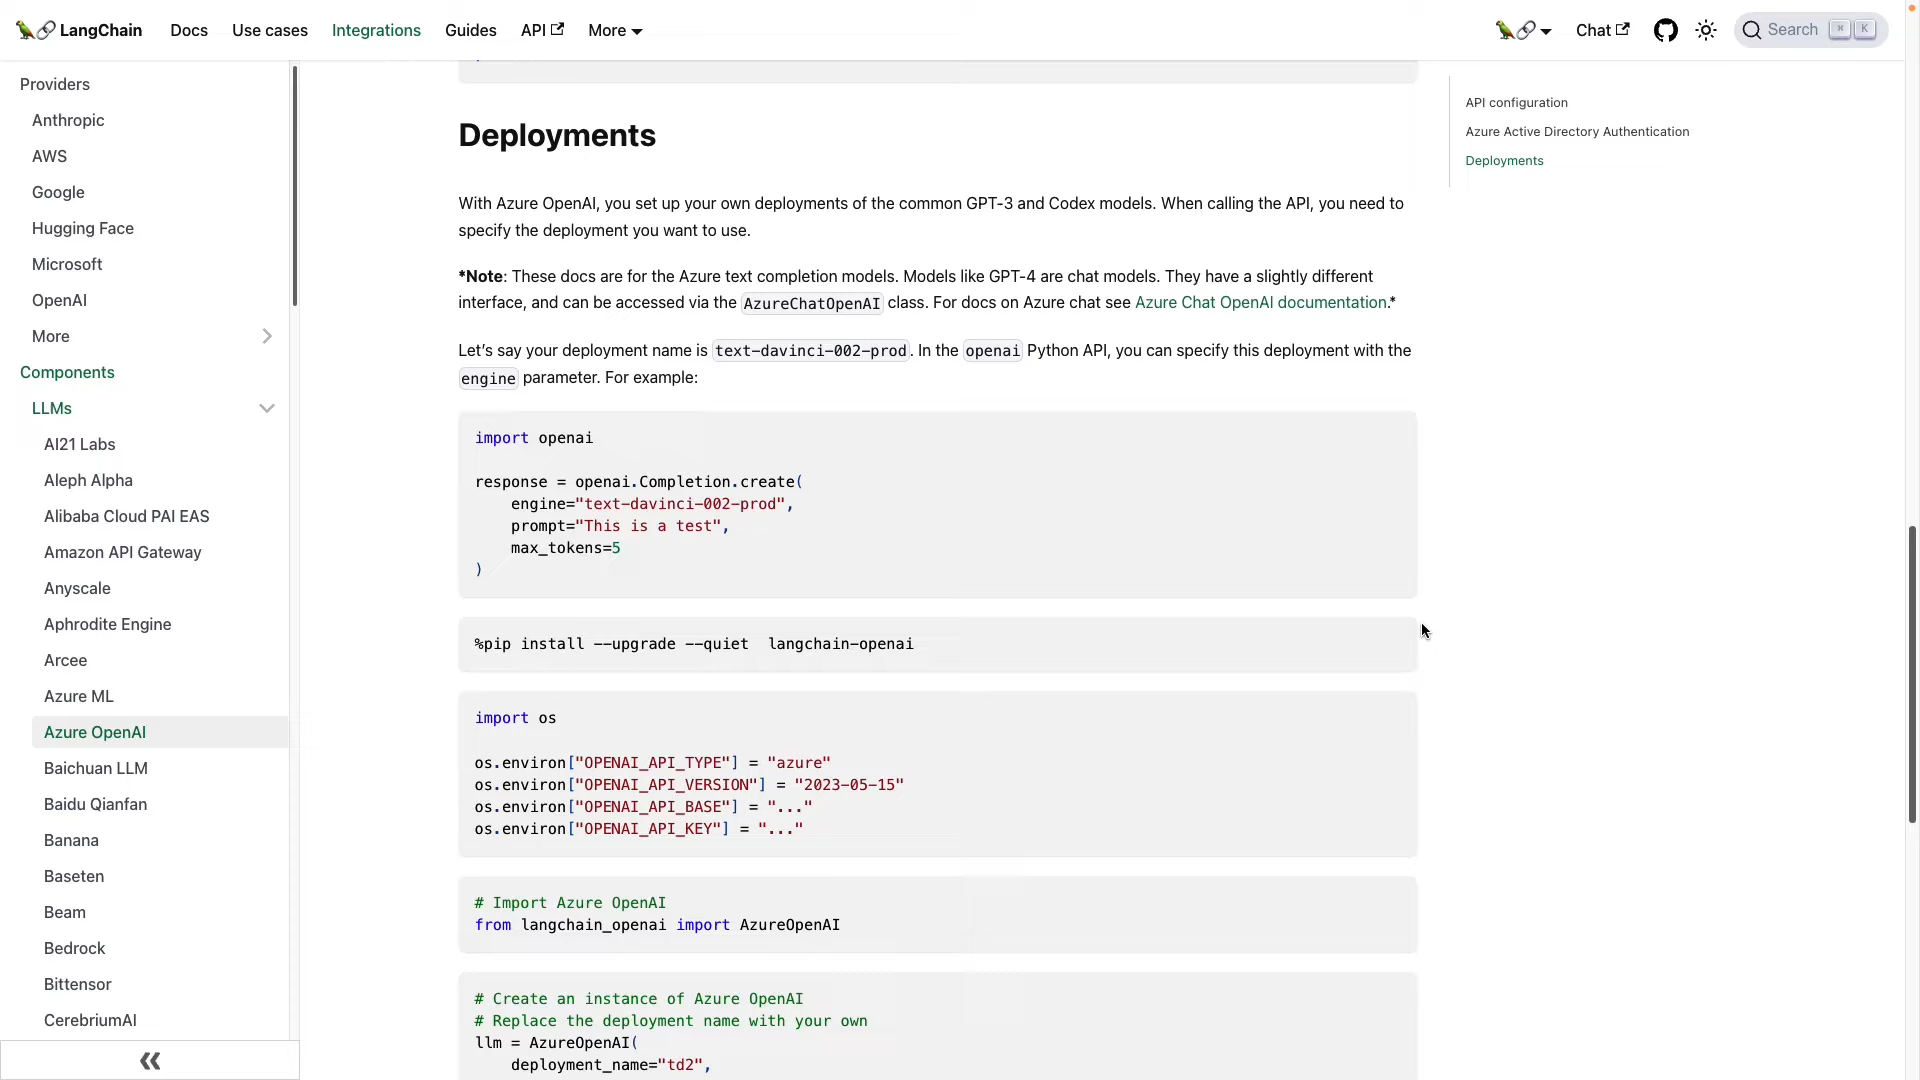 LangChain
Docs
Use cases
Integrations
Guides
API
More
Chat
Search
⌘ K
Providers
Anthropic
AWS
Google
Hugging Face
Microsoft
OpenAI
More
Components
LLMs
AI21 Labs
Aleph Alpha
Alibaba Cloud PAI EAS
Amazon API Gateway
Anyscale
Aphrodite Engine
Arcee
Azure ML
Azure OpenAI
Baichuan LLM
Baidu Qianfan
Banana
Baseten
Beam
Bedrock
Bittensor
CerebriumAI
Deployments
With Azure OpenAI, you set up your own deployments of the common GPT-3 and Codex models. When calling the API, you need to
specify the deployment you want to use.
*Note: These docs are for the Azure text completion models. Models like GPT-4 are chat models. They have a slightly different
interface, and can be accessed via the AzureChatOpenAI class. For docs on Azure chat see Azure Chat OpenAI documentation.*
Let's say your deployment name is text-davinci-002-prod. In the openai Python API, you can specify this deployment with the
engine parameter. For example:
import openai
response = openai.Completion.create(
    engine="text-davinci-002-prod",
    prompt="This is a test",
    max_tokens=5
)
%pip install --upgrade --quiet  langchain-openai
import os
os.environ["OPENAI_API_TYPE"] = "azure"
os.environ["OPENAI_API_VERSION"] = "2023-05-15"
os.environ["OPENAI_API_BASE"] = "..."
os.environ["OPENAI_API_KEY"] = "..."
# Import Azure OpenAI
from langchain_openai import AzureOpenAI
# Create an instance of Azure OpenAI
# Replace the deployment name with your own
llm = AzureOpenAI(
    deployment_name="td2",
API configuration
Azure Active Directory Authentication
Deployments